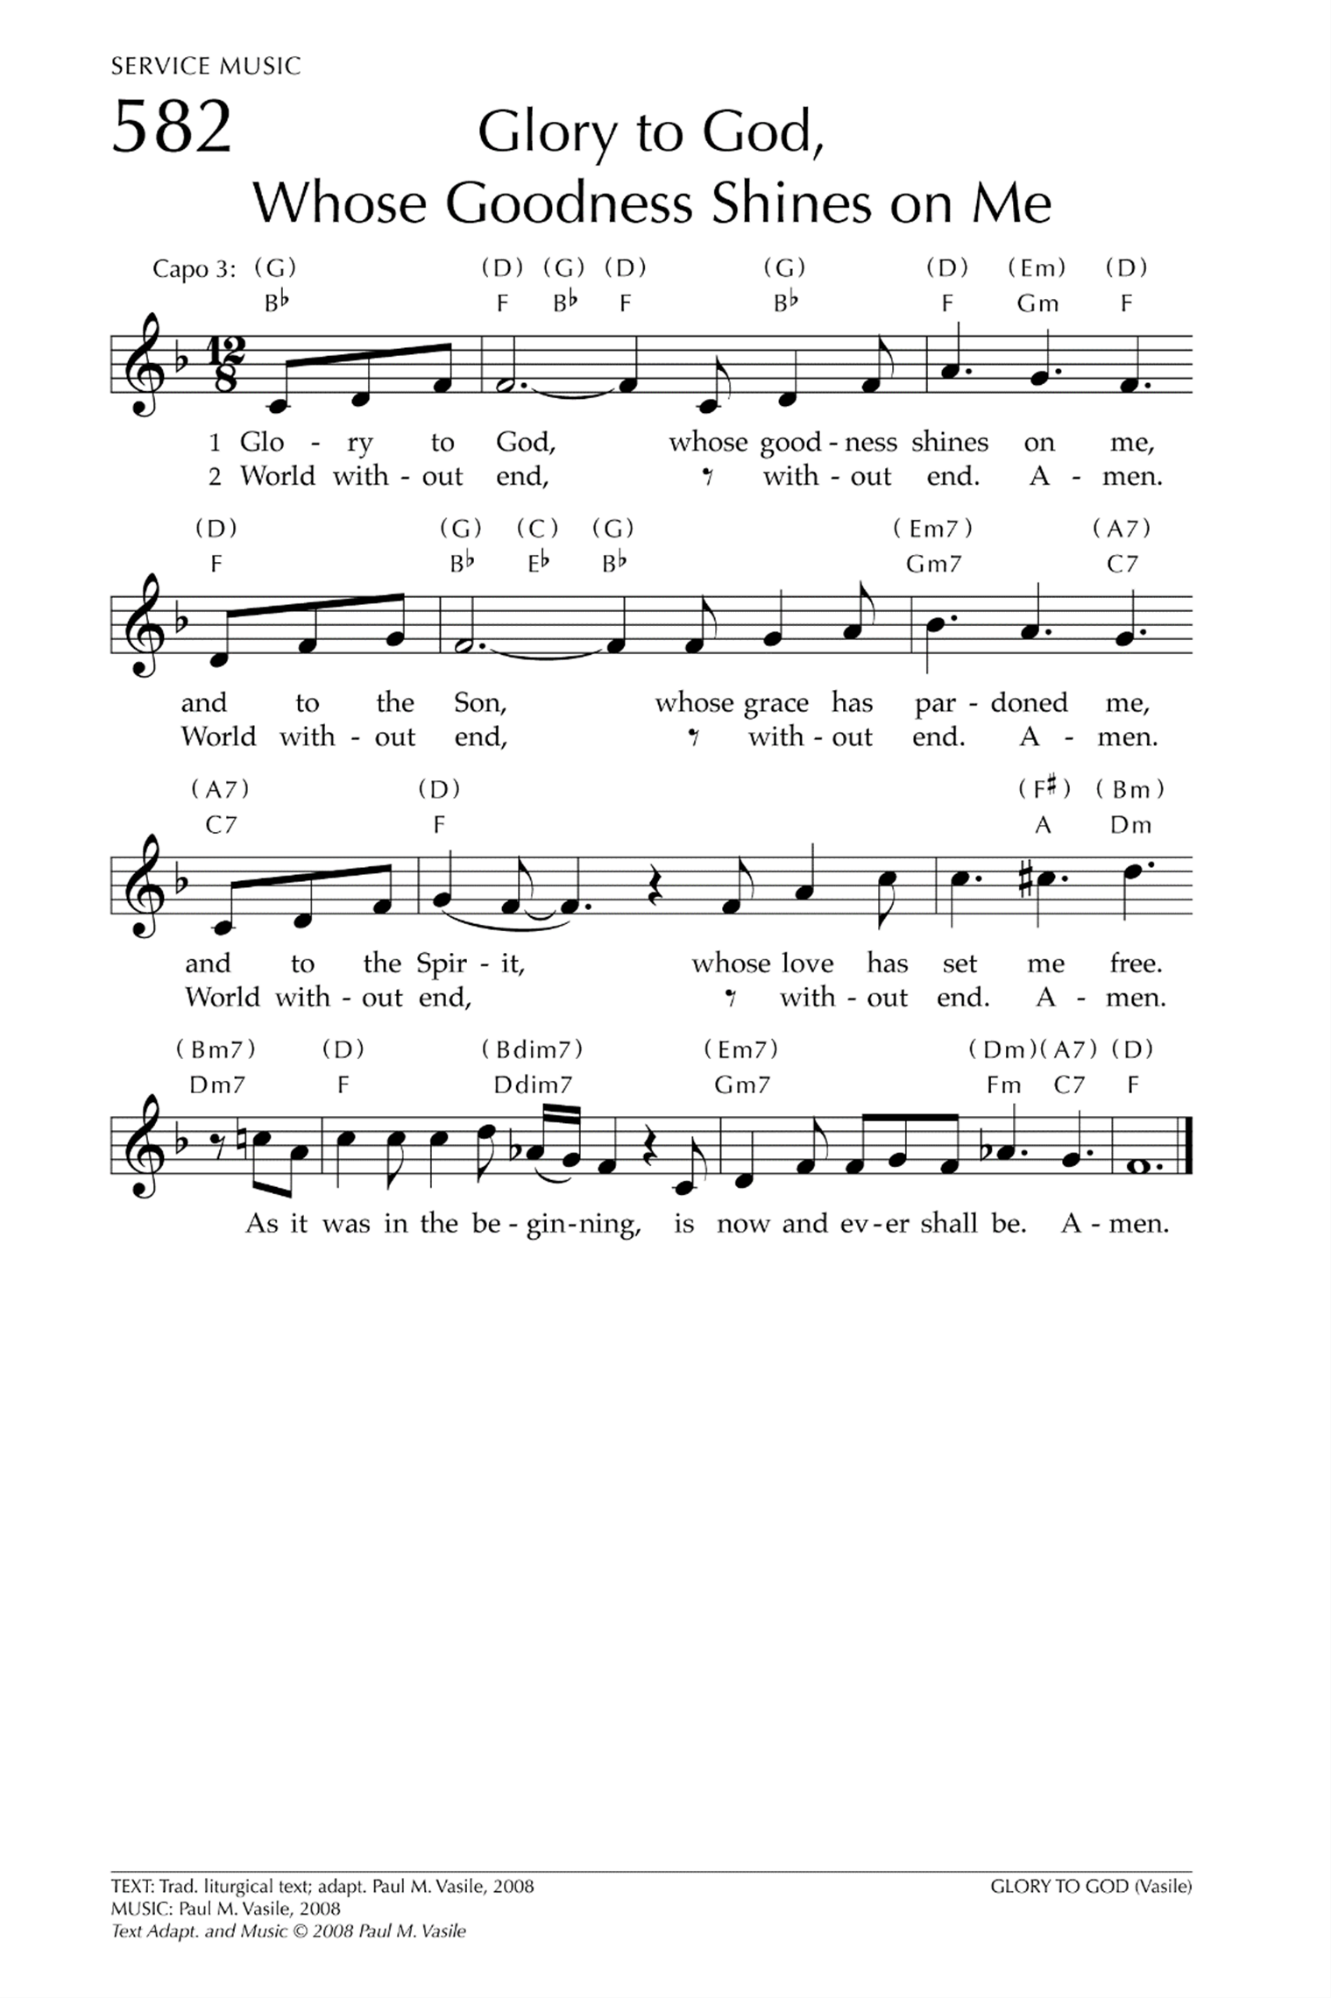 SERVICE MUSIC
582 Glory to God,
Whose Goodness Shines on Me
Capo 3: (G) (D) (G) (D) (G) (D) (Em) (D)
B♭ F B♭ F B♭ F Gm F
12
8
1 Glo - ry to God, whose good - ness shines on me,
2 World with - out end, with - out end. A - men.
(D) (G) (C) (G) (Em7) (A7)
F B♭ E♭ B♭ Gm7 C7
and to the Son, whose grace has par - doned me,
World with - out end, with - out end. A - men.
(A7) (D) (F♯) (Bm)
C7 F A Dm
and to the Spir - it, whose love has set me free.
World with - out end, with - out end. A - men.
(Bm7) (D) (Bdim7) (Em7) (Dm) (A7) (D)
Dm7 F Ddim7 Gm7 Fm C7 F
As it was in the be - gin - ning, is now and ev - er shall be. A - men.
TEXT: Trad. liturgical text; adapt. Paul M. Vasile, 2008 GLORY TO GOD (Vasile)
MUSIC: Paul M. Vasile, 2008
Text Adapt. and Music © 2008 Paul M. Vasile